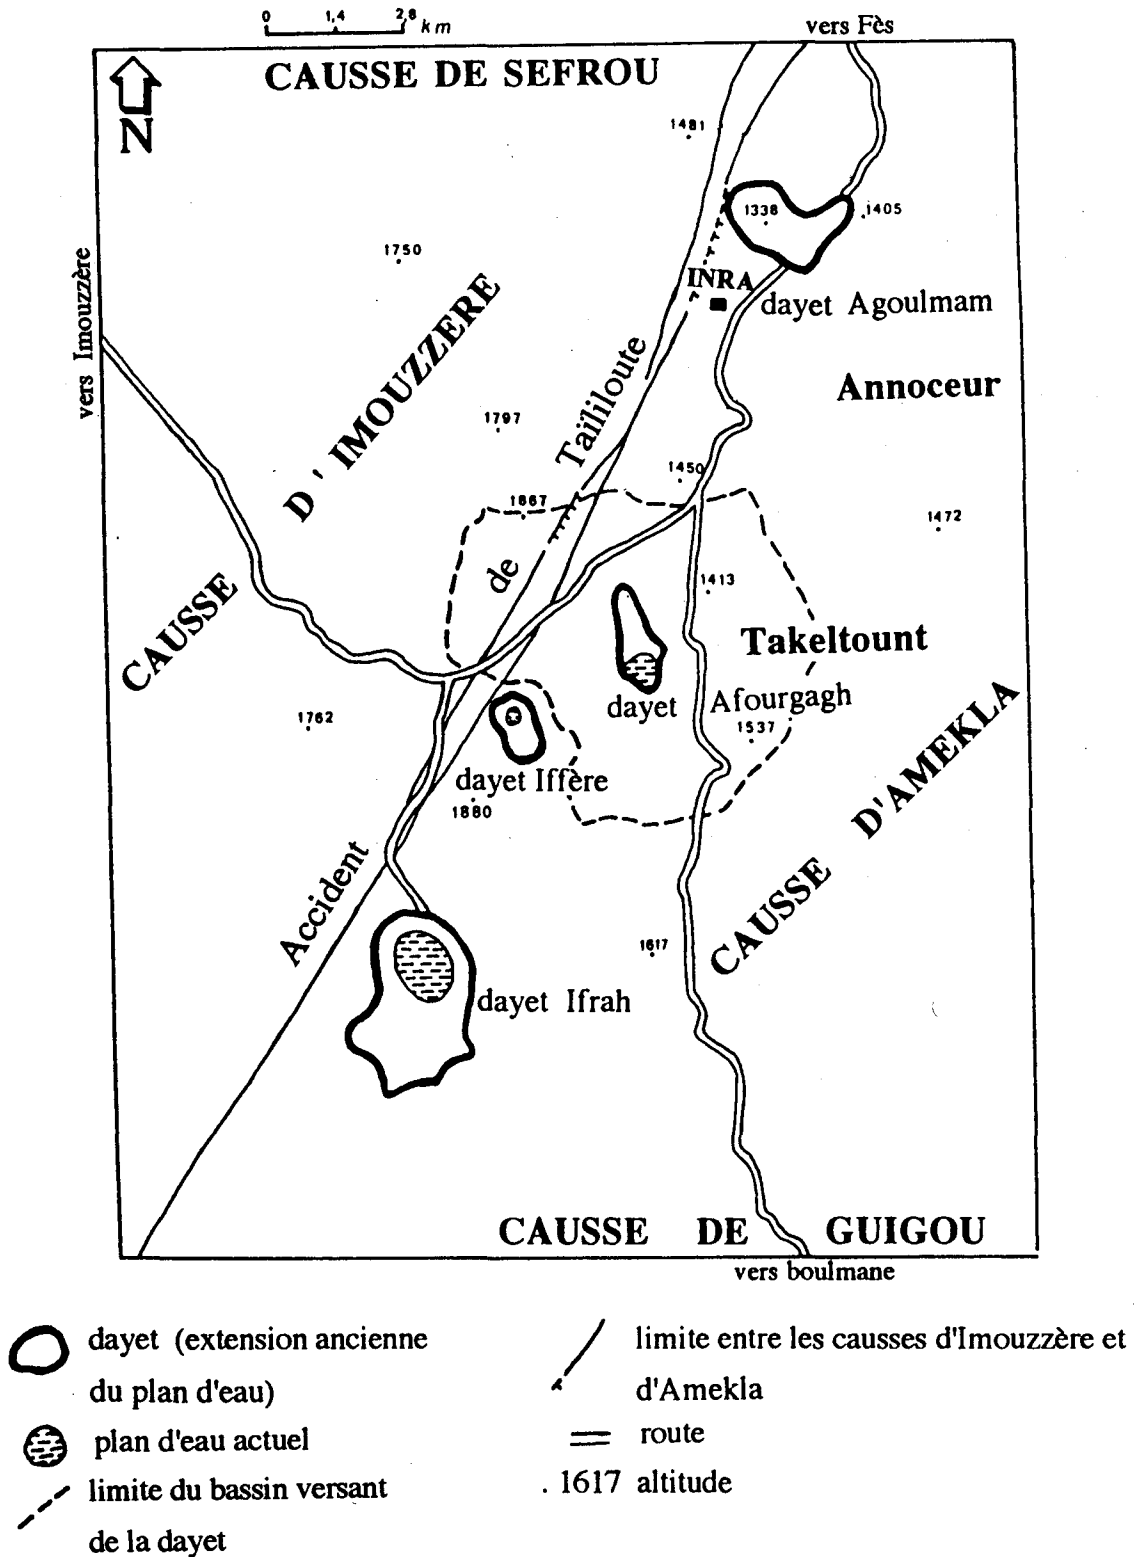 0 1,4 2,8 km
vers Fès
CAUSSE DE SEFROU
N
1481
1338
1405
1750
INRA
dayet Agoulmam
vers Imouzzère
CAUSSE D'IMOUZZERE
Annoceur
1797
Accident de Taililoute
1450
1867
1472
1413
Takeltount
dayet Afourgagh
1762
1537
dayet Iffère
1880
CAUSSE D'AMEKLA
1617
dayet Ifrah
CAUSSE DE GUIGOU
vers boulmane
dayet (extension ancienne
du plan d'eau)
plan d'eau actuel
limite du bassin versant
de la dayet
limite entre les causses d'Imouzzère et
d'Amekla
route
. 1617 altitude